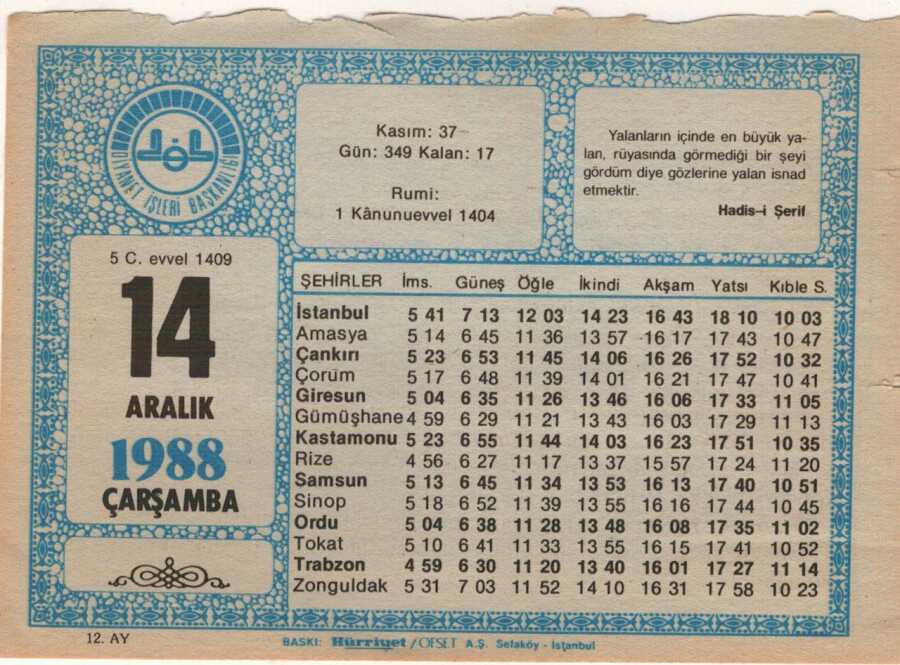 DİYANET İŞLERİ BAŞKANLIĞI
Kasım: 37
Gün: 349 Kalan: 17
Rumi:
1 Kânunuevvel 1404
Yalanların içinde en büyük ya-
lan, rüyasında görmediği bir şeyi
gördüm diye gözlerine yalan isnad
etmektir.
Hadis-i Şerif
5 C. evvel 1409
14
ARALIK
1988
ÇARŞAMBA
ŞEHİRLER İms. Güneş Öğle İkindi Akşam Yatsı Kıble S.
İstanbul 5 41 7 13 12 03 14 23 16 43 18 10 10 03
Amasya 5 14 6 45 11 36 13 57 16 17 17 43 10 47
Çankırı 5 23 6 53 11 45 14 06 16 26 17 52 10 32
Çorum 5 17 6 48 11 39 14 01 16 21 17 47 10 41
Giresun 5 04 6 35 11 26 13 46 16 06 17 33 11 05
Gümüşhane 4 59 6 29 11 21 13 43 16 03 17 29 11 13
Kastamonu 5 23 6 55 11 44 14 03 16 23 17 51 10 35
Rize 4 56 6 27 11 17 13 37 15 57 17 24 11 20
Samsun 5 13 6 45 11 34 13 53 16 13 17 40 10 51
Sinop 5 18 6 52 11 39 13 55 16 16 17 44 10 45
Ordu 5 04 6 38 11 28 13 48 16 08 17 35 11 02
Tokat 5 10 6 41 11 33 13 55 16 15 17 41 10 52
Trabzon 4 59 6 30 11 20 13 40 16 01 17 27 11 14
Zonguldak 5 31 7 03 11 52 14 10 16 31 17 58 10 23
12. AY
BASKI: Hürriyet / OFSET A.Ş. Sefaköy - İstanbul